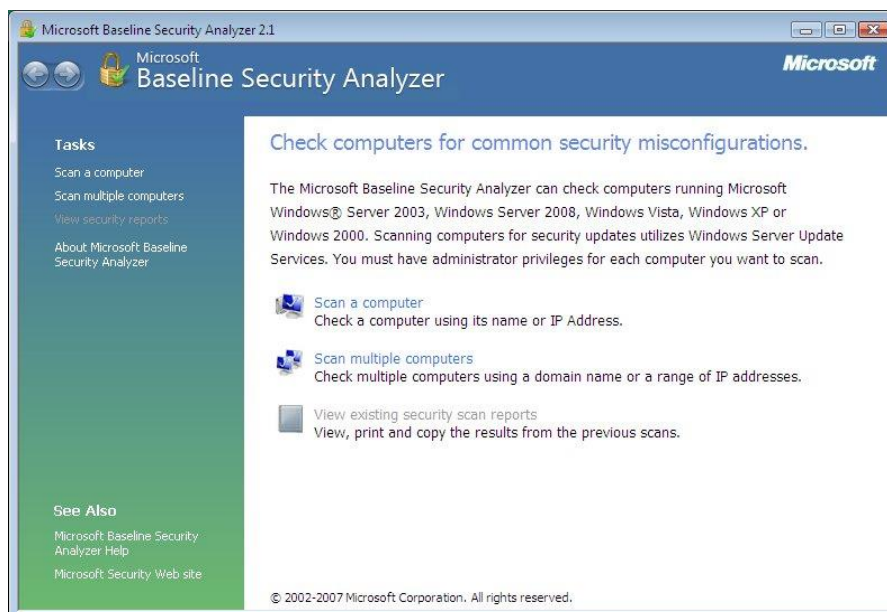 Microsoft Baseline Security Analyzer 2.1
Microsoft
Baseline Security Analyzer
Microsoft
Tasks
Scan a computer
Scan multiple computers
View security reports
About Microsoft Baseline
Security Analyzer
See Also
Microsoft Baseline Security
Analyzer Help
Microsoft Security Web site
Check computers for common security misconfigurations.
The Microsoft Baseline Security Analyzer can check computers running Microsoft
Windows® Server 2003, Windows Server 2008, Windows Vista, Windows XP or
Windows 2000. Scanning computers for security updates utilizes Windows Server Update
Services. You must have administrator privileges for each computer you want to scan.
Scan a computer
Check a computer using its name or IP Address.
Scan multiple computers
Check multiple computers using a domain name or a range of IP addresses.
View existing security scan reports
View, print and copy the results from the previous scans.
© 2002-2007 Microsoft Corporation. All rights reserved.